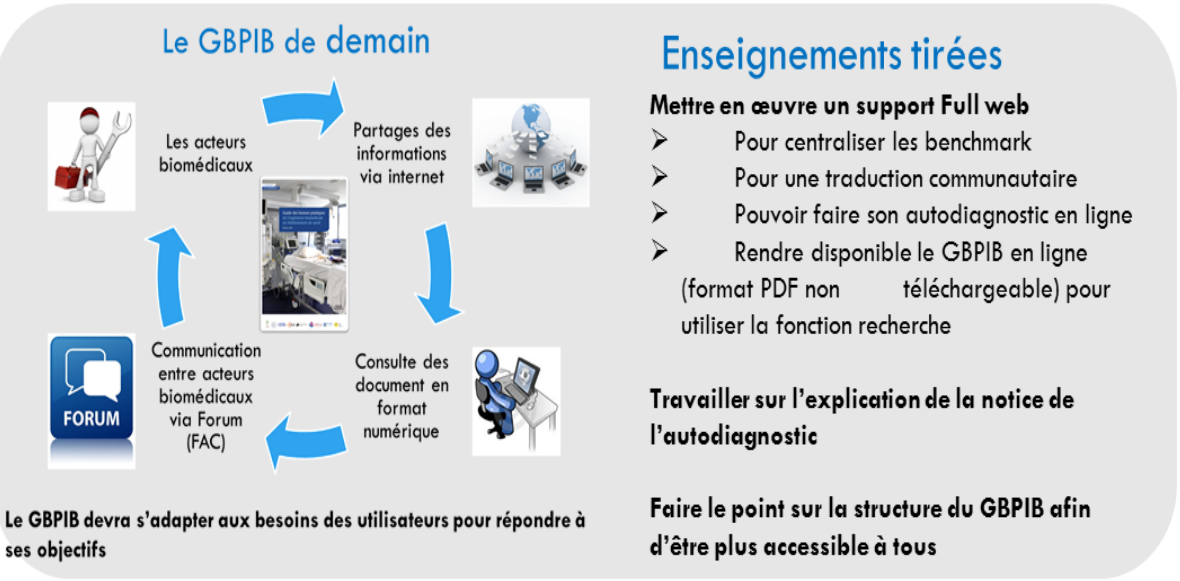 Le GBPIB de demain
Les acteurs
biomédicaux
Partages des
informations
via internet
Consulte des
document en
format
numérique
Communication
entre acteurs
biomédicaux
via Forum
(FAC)
FORUM
Guide des bonnes pratiques
Le GBPIB devra s’adapter aux besoins des utilisateurs pour répondre à
ses objectifs
Enseignements tirées
Mettre en œuvre un support Full web
➢ Pour centraliser les benchmark
➢ Pour une traduction communautaire
➢ Pouvoir faire son autodiagnostic en ligne
➢ Rendre disponible le GBPIB en ligne
(format PDF non téléchargeable) pour
utiliser la fonction recherche
Travailler sur l’explication de la notice de
l’autodiagnostic
Faire le point sur la structure du GBPIB afin
d’être plus accessible à tous